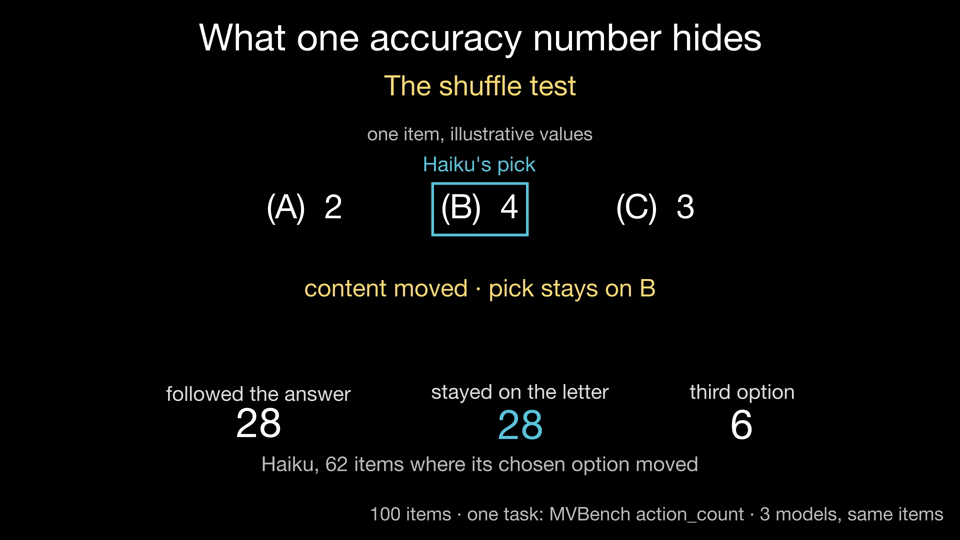 What one accuracy number hides
The shuffle test
one item, illustrative values
Haiku's pick
(A) 2 (B) 4 (C) 3
content moved · pick stays on B
followed the answer stayed on the letter third option
28 28 6
Haiku, 62 items where its chosen option moved
100 items · one task: MVBench action_count · 3 models, same items